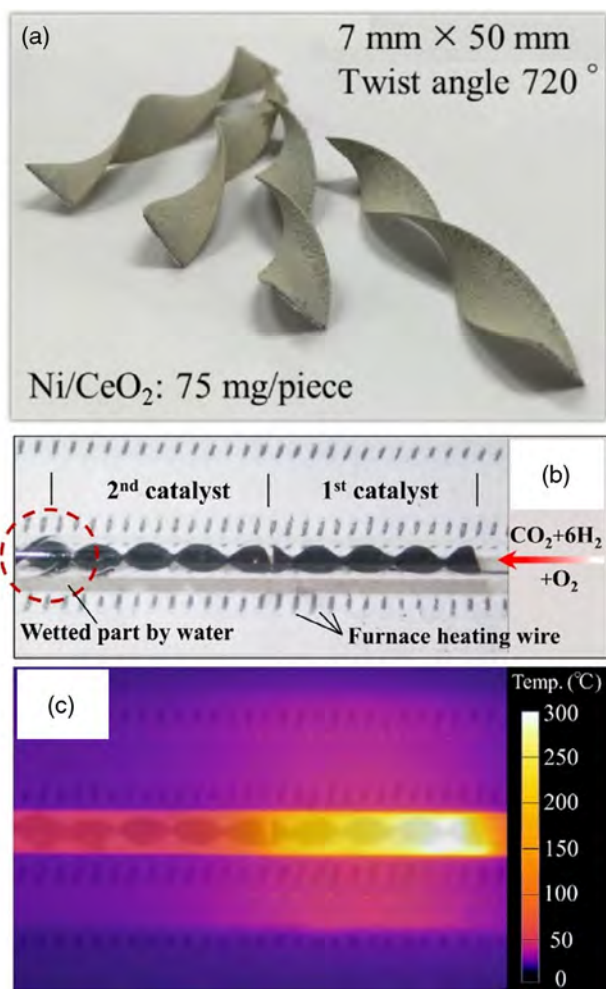 (a)
7 mm × 50 mm
Twist angle 720°
Ni/CeO₂: 75 mg/piece
(b)
2nd catalyst
1st catalyst
CO₂+6H₂
+O₂
Wetted part by water
Furnace heating wire
(c)
Temp. (℃)
300
250
200
150
100
50
0